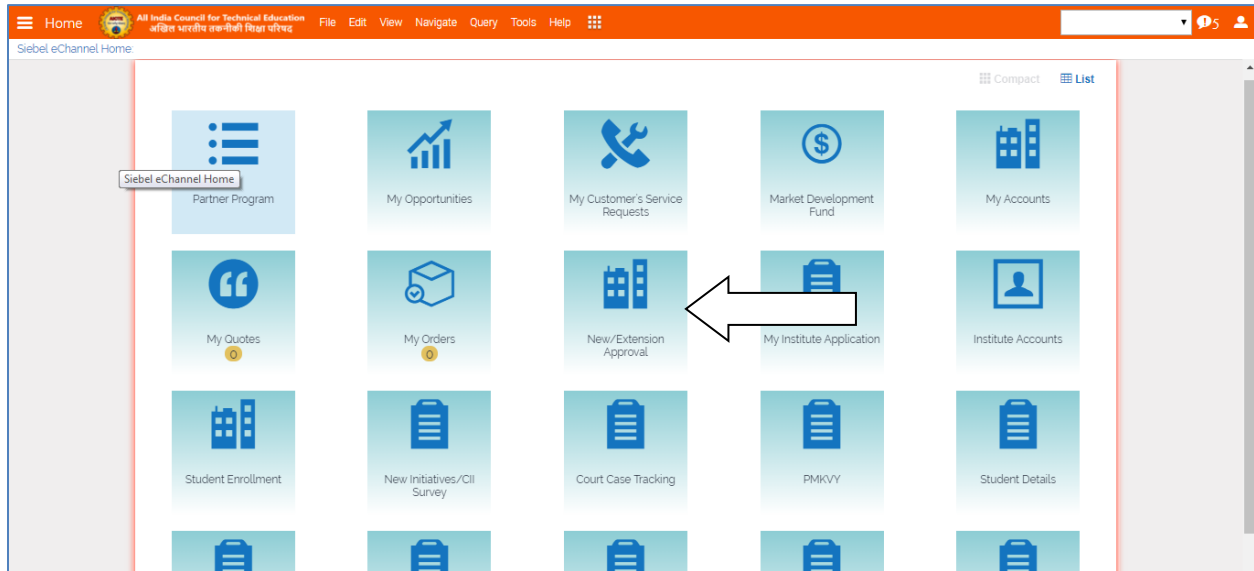 Home
All India Council for Technical Education
अखिल भारतीय तकनीकी शिक्षा परिषद्
File Edit View Navigate Query Tools Help
5
Siebel eChannel Home:
Compact List
Siebel eChannel Home
Partner Program
My Opportunities
My Customer's Service
Requests
Market Development
Fund
My Accounts
My Quotes
0
My Orders
0
New/Extension
Approval
My Institute Application
Institute Accounts
Student Enrollment
New Initiatives/CII
Survey
Court Case Tracking
PMKVY
Student Details